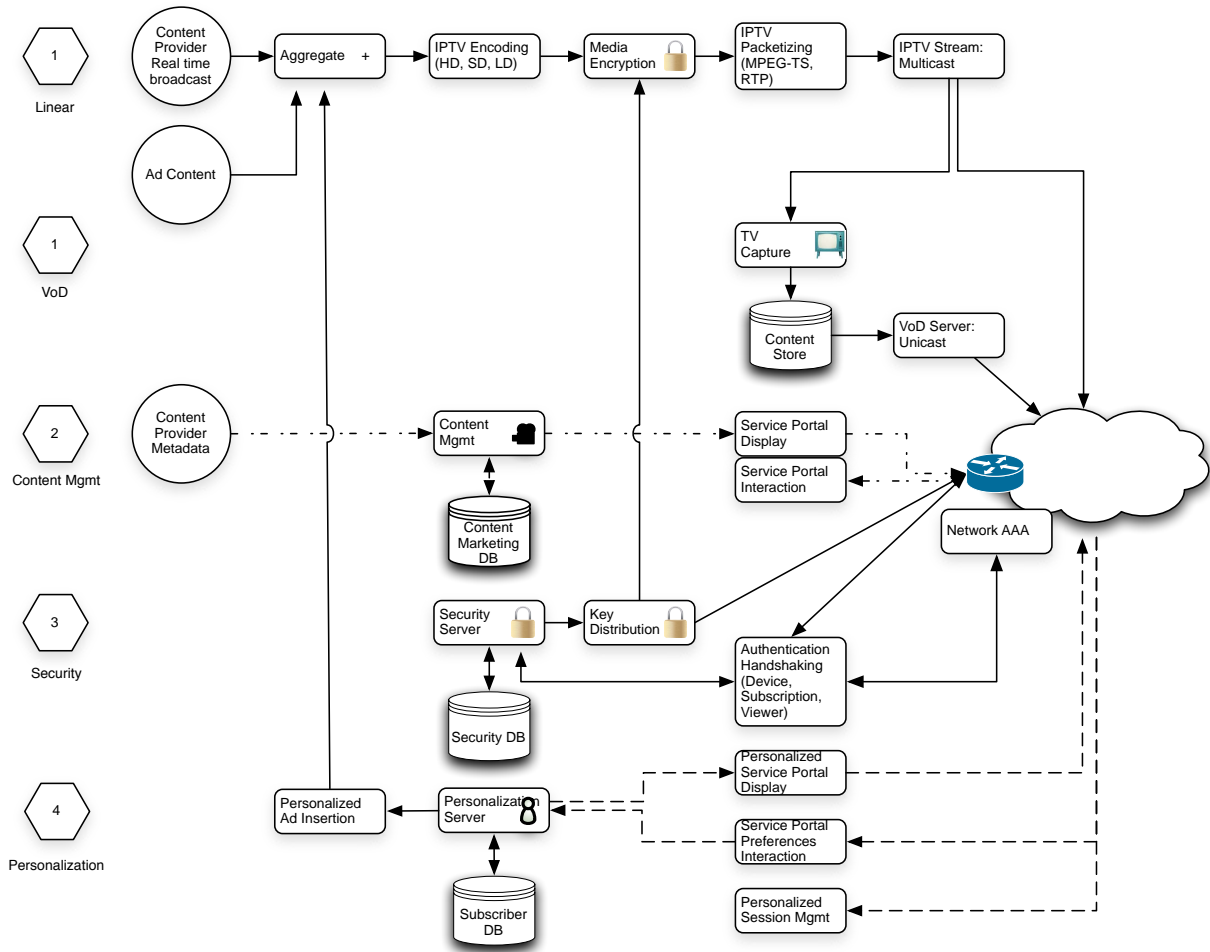 1
Linear
Content
Provider
Real time
broadcast
Aggregate +
IPTV Encoding
(HD, SD, LD)
Media
Encryption
IPTV
Packetizing
(MPEG-TS,
RTP)
IPTV Stream:
Multicast
Ad Content
1
VoD
TV
Capture
Content
Store
VoD Server:
Unicast
2
Content Mgmt
Content
Provider
Metadata
Content
Mgmt
Service Portal
Display
Service Portal
Interaction
Content
Marketing
DB
Network AAA
3
Security
Security
Server
Key
Distribution
Authentication
Handshaking
(Device,
Subscription,
Viewer)
Security DB
4
Personalization
Personalized
Ad Insertion
Personalization
Server
Personalized
Service Portal
Display
Service Portal
Preferences
Interaction
Subscriber
DB
Personalized
Session Mgmt